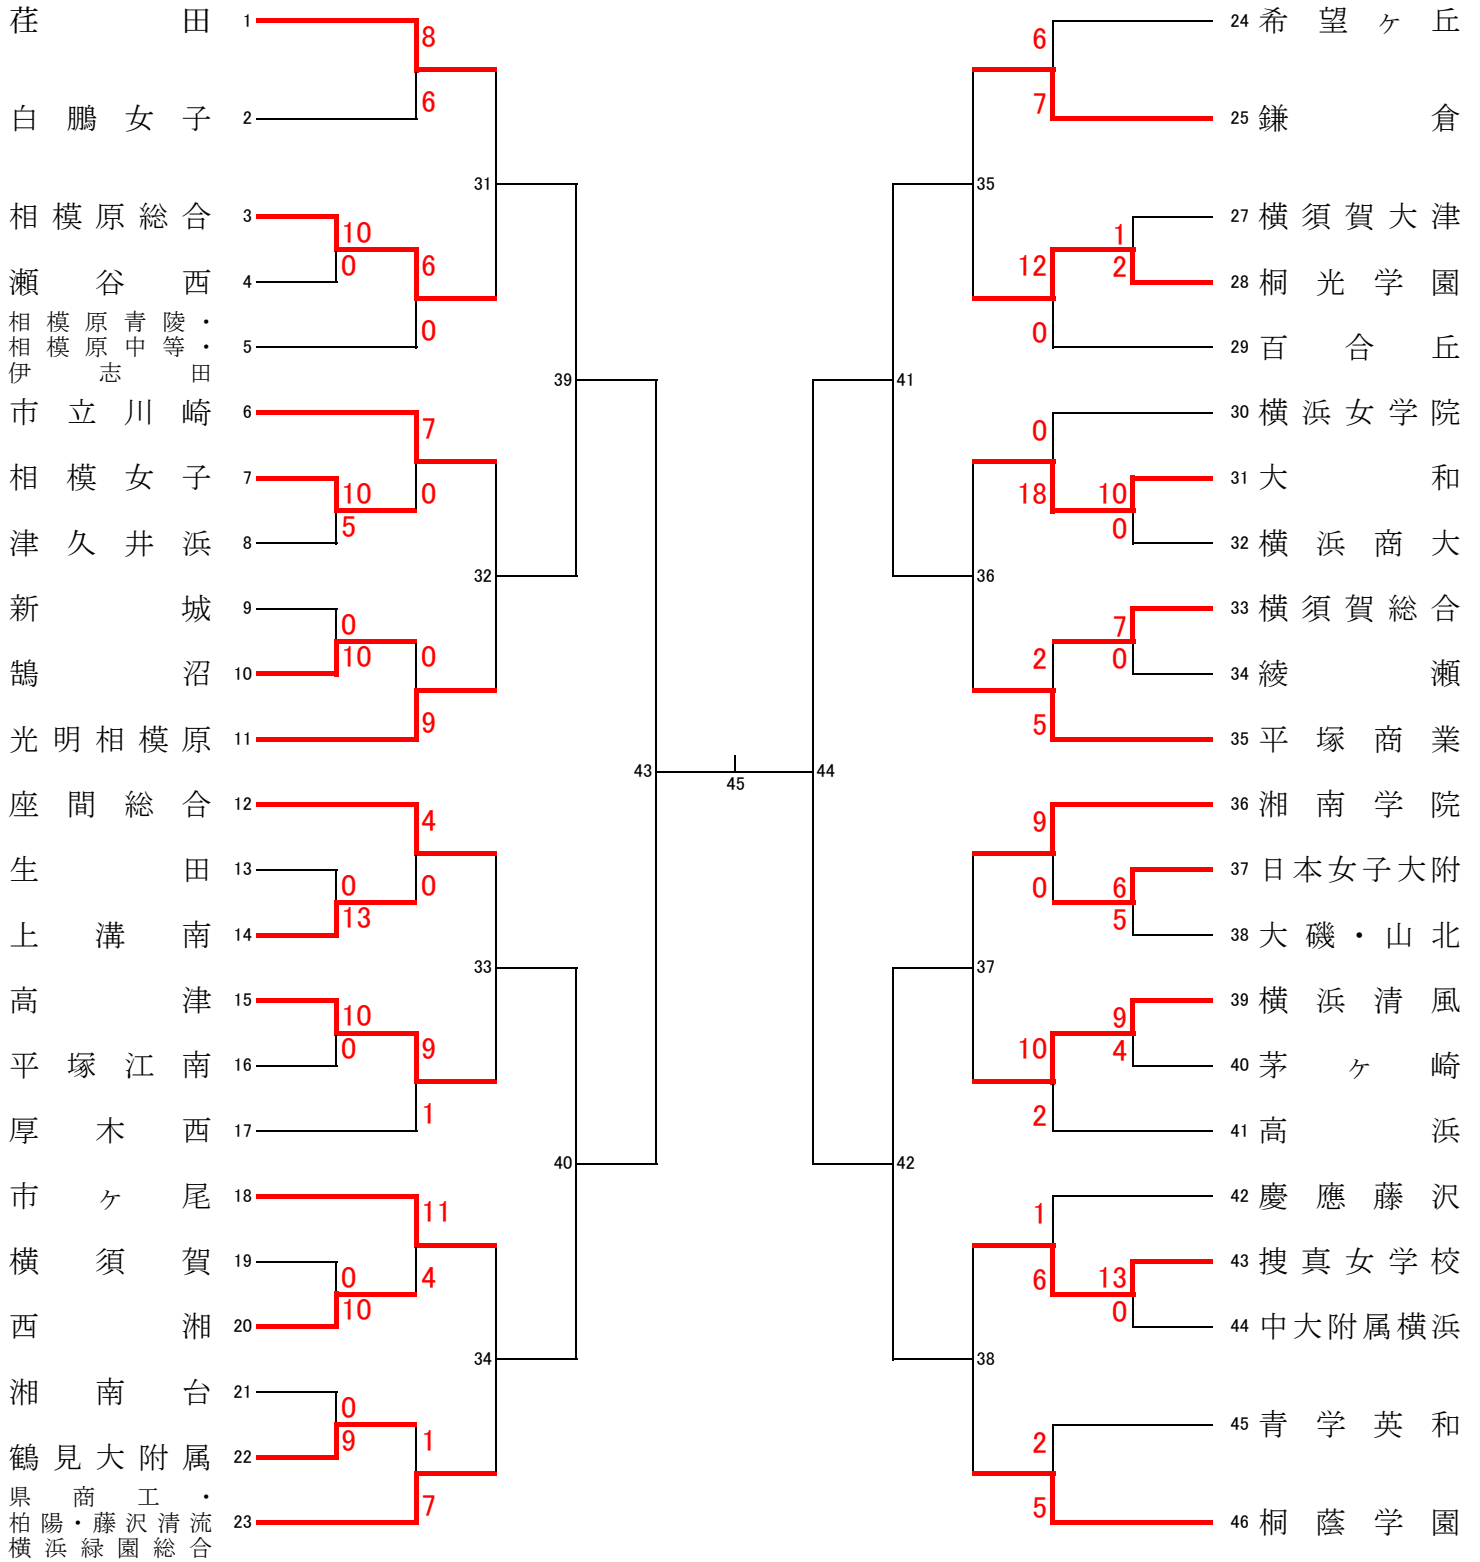 荏田 1
8
6
白鵬女子 2
31
相模原総合 3
10
0
6
瀬谷西 4
相模原青陵・
相模原中等・ 5
伊志田
0
39
市立川崎 6
7
相模女子 7
10
0
5
津久井浜 8
32
新城 9
0
10
0
鵠沼 10
9
光明相模原 11
43
座間総合 12
4
生田 13
0
0
13
上溝南 14
33
高津 15
10
0
9
平塚江南 16
1
厚木西 17
40
市ヶ尾 18
11
横須賀 19
0
4
10
西湘 20
34
湘南台 21
0
9
1
鶴見大附属 22
県商工・
柏陽・藤沢清流 23
横浜緑園総合
7
45
24 希望ヶ丘
6
7
25 鎌倉
35
27 横須賀大津
1
12
2
28 桐光学園
0
29 百合丘
41
30 横浜女学院
0
31 大和
18
10
0
32 横浜商大
36
33 横須賀総合
7
2
0
34 綾瀬
5
35 平塚商業
44
36 湘南学院
9
37 日本女子大附
0
6
5
38 大磯・山北
37
39 横浜清風
9
10
4
40 茅ヶ崎
2
41 高浜
42
42 慶應藤沢
1
43 捜真女学校
6
13
0
44 中大附属横浜
38
45 青学英和
2
5
46 桐蔭学園